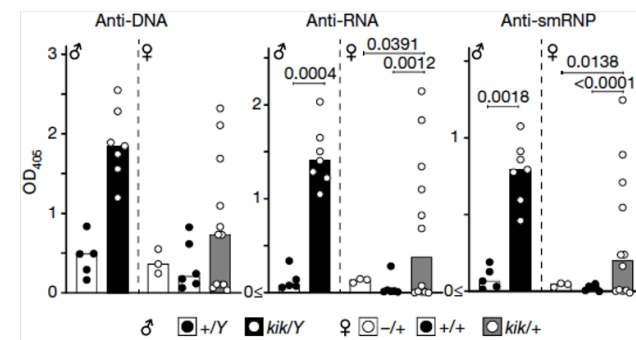 Anti-DNA Anti-RNA Anti-smRNP
♂ ♀ ♂ ♀ 0.0391 ♂ ♀ 0.0138
3 0.0004 0.0012 0.0018 <0.0001
2 2
1 1 1
0 0≤ 0≤
OD405
♂ +/Y kik/Y ♀ –/+ +/+ kik/+